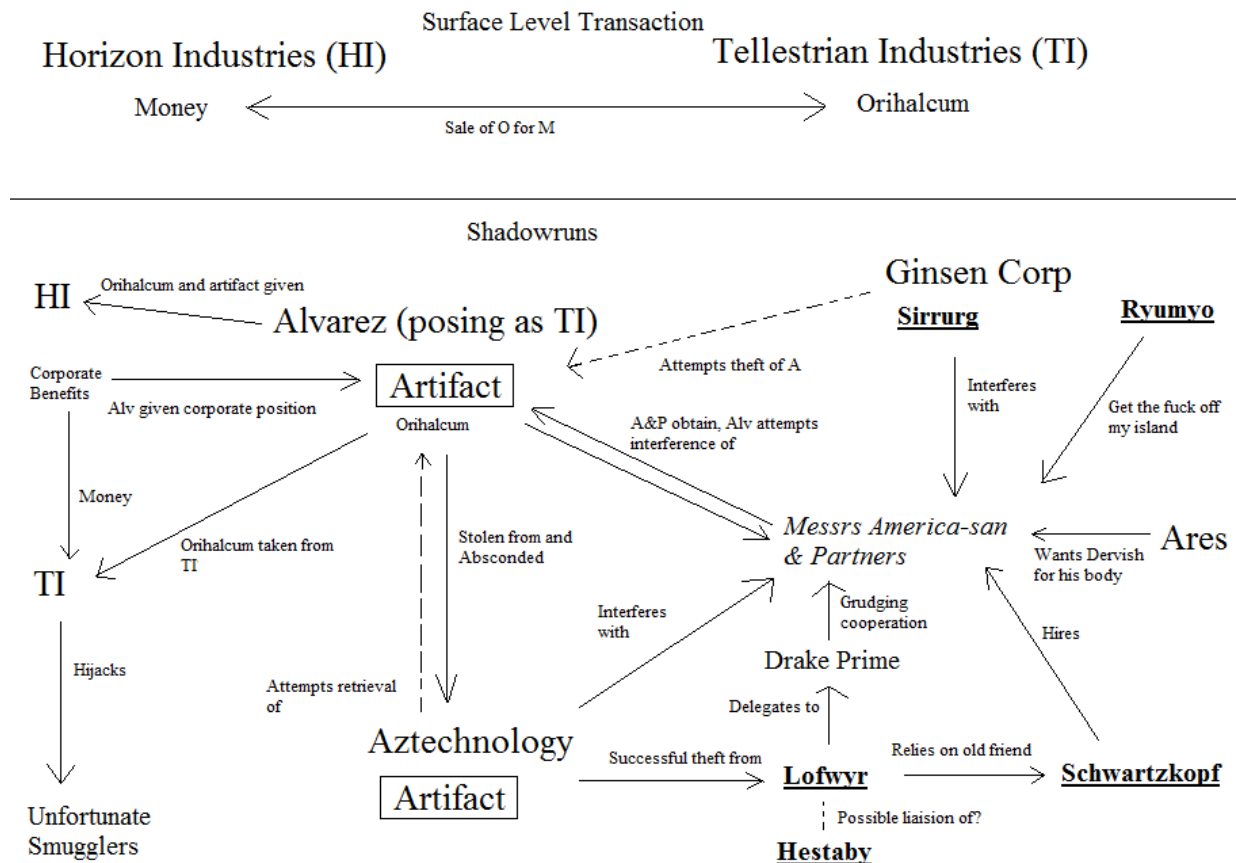 Surface Level Transaction
Horizon Industries (HI)
Tellestrian Industries (TI)
Money
Orihalcum
Sale of O for M
Shadowruns
Ginsen Corp
HI
Orihalcum and artifact given
Sirrurg
Ryumyo
Alvarez (posing as TI)
Attempts theft of A
Corporate
Benefits
Artifact
Interferes
with
Alv given corporate position
Orihalcum
A&P obtain, Alv attempts
interference of
Get the fuck off
my island
Money
Stolen from and
Absconded
Messrs America-san
& Partners
Ares
Wants Dervish
for his body
Orihalcum taken from
TI
TI
Interferes
with
Grudging
cooperation
Hires
Hijacks
Drake Prime
Attempts retrieval
of
Delegates to
Aztechnology
Successful theft from
Relies on old friend
Lofwyr
Schwartzkopf
Artifact
Possible liaision of?
Unfortunate
Smugglers
Hestaby